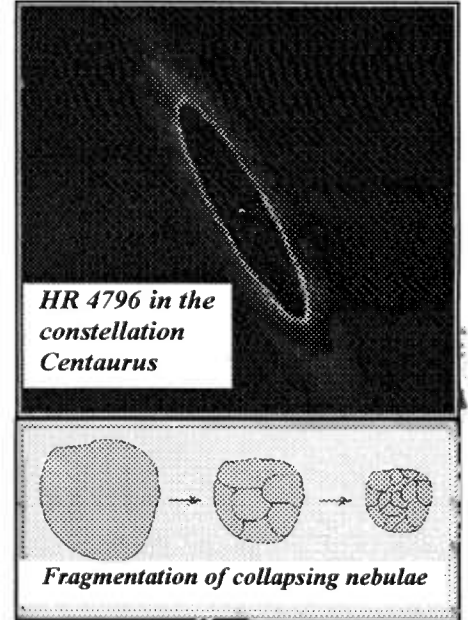 HR 4796 in the
constellation
Centaurus
Fragmentation of collapsing nebulae